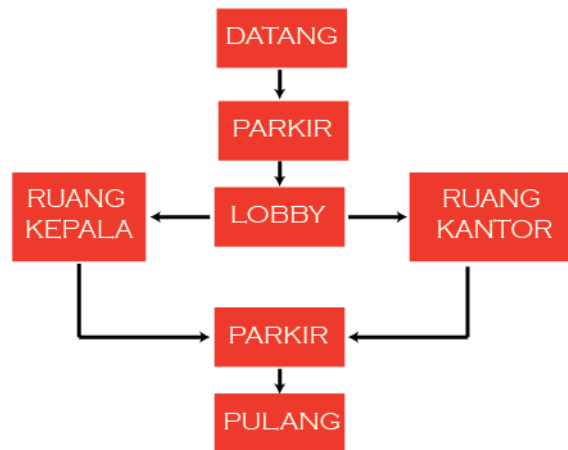 DATANG
PARKIR
RUANG
KEPALA
LOBBY
RUANG
KANTOR
PARKIR
PULANG